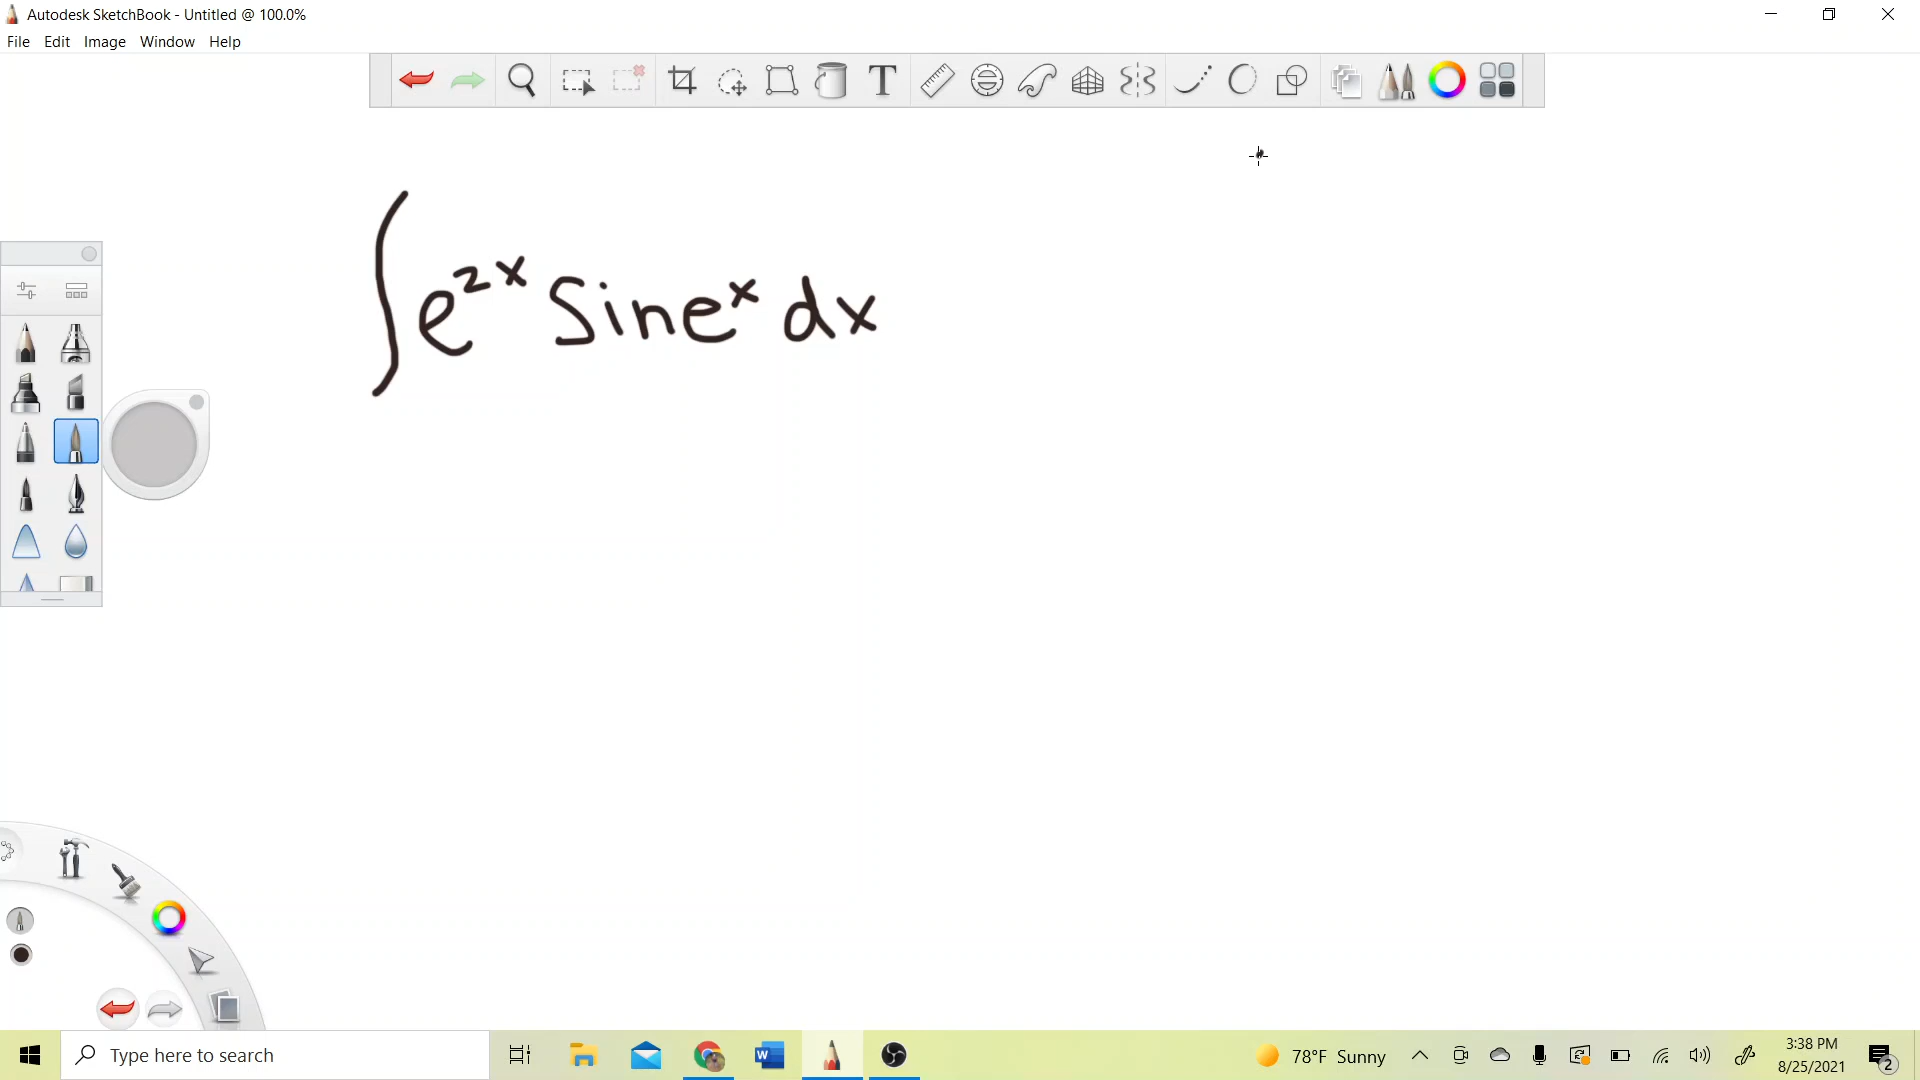 Autodesk SketchBook - Untitled @ 100.0%
File Edit Image Window Help
T
∫e^{2x} Sine^x dx
Type here to search
W
78°F Sunny
3:38 PM
8/25/2021
2